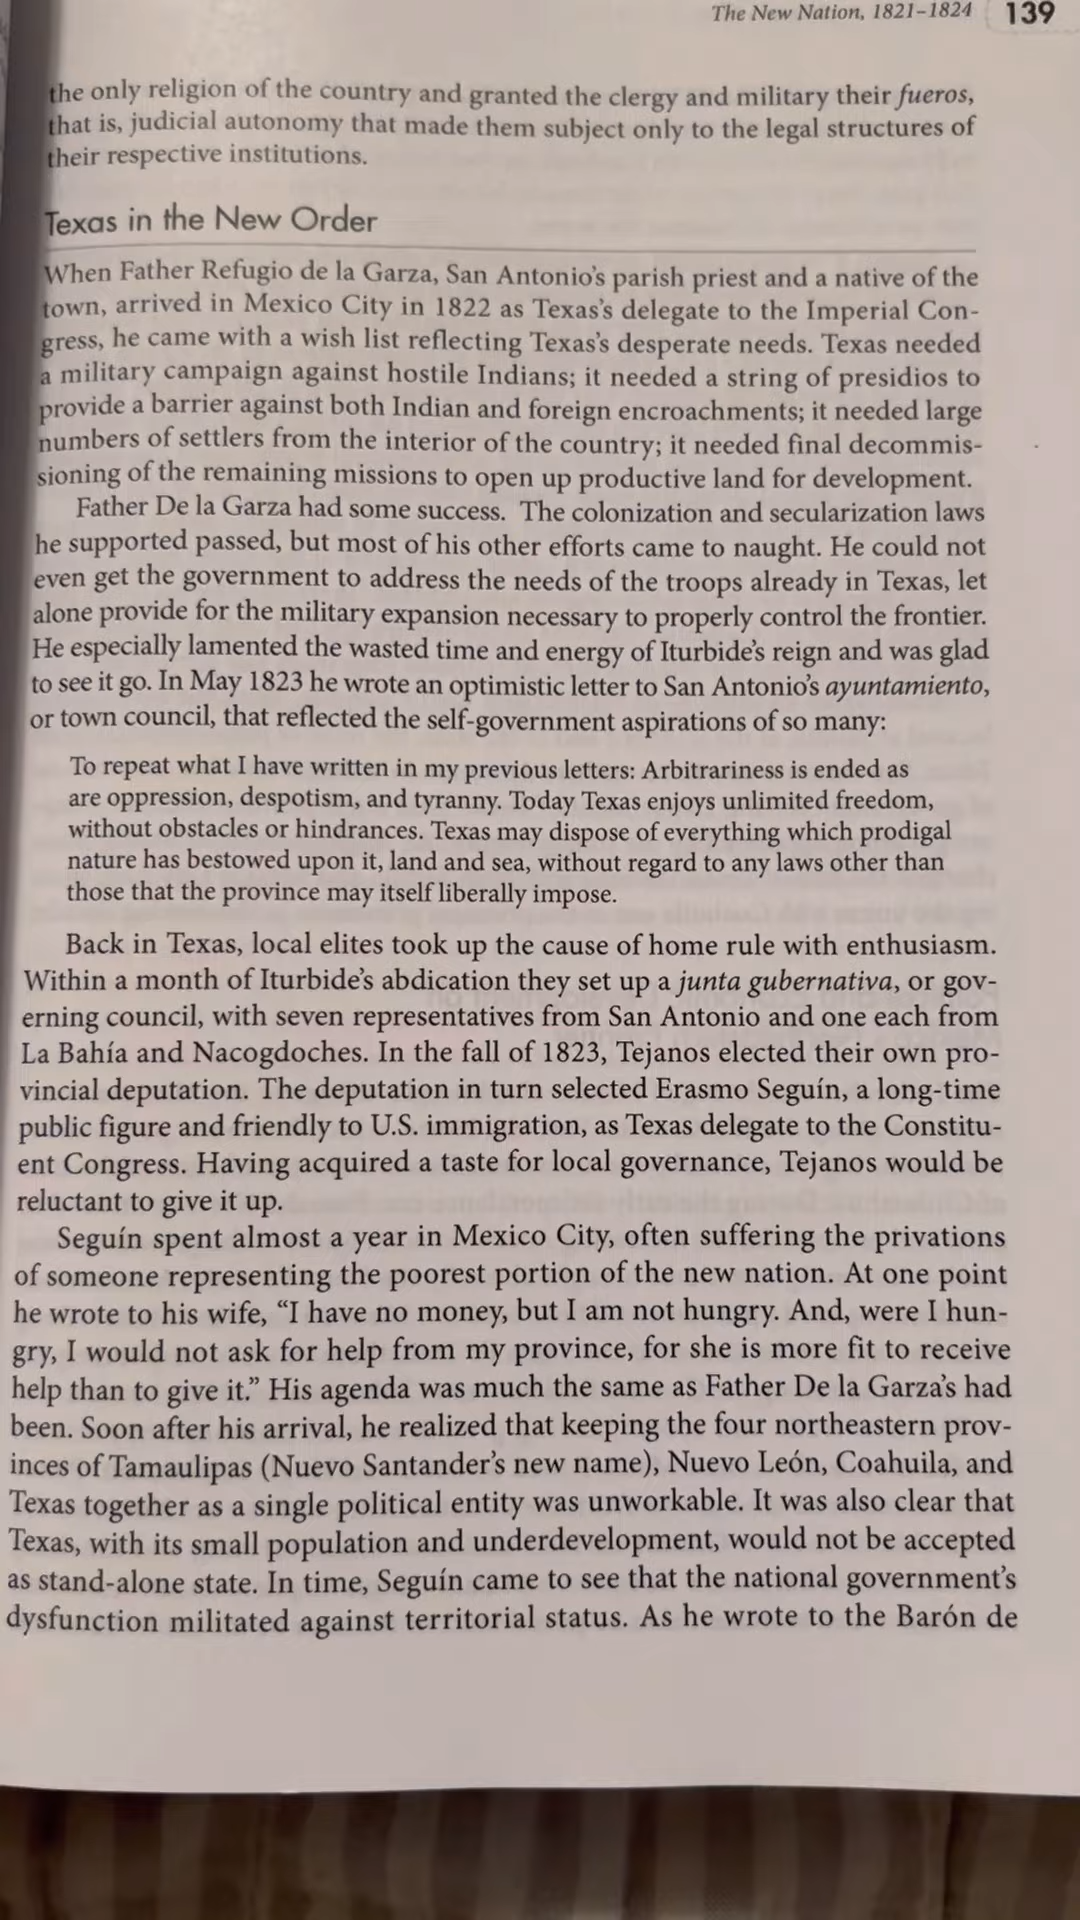 The New Nation, 1821–1824 139
the only religion of the country and granted the clergy and military their fueros,
that is, judicial autonomy that made them subject only to the legal structures of
their respective institutions.
Texas in the New Order
When Father Refugio de la Garza, San Antonio's parish priest and a native of the
town, arrived in Mexico City in 1822 as Texas's delegate to the Imperial Con-
gress, he came with a wish list reflecting Texas's desperate needs. Texas needed
a military campaign against hostile Indians; it needed a string of presidios to
provide a barrier against both Indian and foreign encroachments; it needed large
numbers of settlers from the interior of the country; it needed final decommis-
sioning of the remaining missions to open up productive land for development.
Father De la Garza had some success. The colonization and secularization laws
he supported passed, but most of his other efforts came to naught. He could not
even get the government to address the needs of the troops already in Texas, let
alone provide for the military expansion necessary to properly control the frontier.
He especially lamented the wasted time and energy of Iturbide's reign and was glad
to see it go. In May 1823 he wrote an optimistic letter to San Antonio's ayuntamiento,
or town council, that reflected the self-government aspirations of so many:
To repeat what I have written in my previous letters: Arbitrariness is ended as
are oppression, despotism, and tyranny. Today Texas enjoys unlimited freedom,
without obstacles or hindrances. Texas may dispose of everything which prodigal
nature has bestowed upon it, land and sea, without regard to any laws other than
those that the province may itself liberally impose.
Back in Texas, local elites took up the cause of home rule with enthusiasm.
Within a month of Iturbide's abdication they set up a junta gubernativa, or gov-
erning council, with seven representatives from San Antonio and one each from
La Bahía and Nacogdoches. In the fall of 1823, Tejanos elected their own pro-
vincial deputation. The deputation in turn selected Erasmo Seguín, a long-time
public figure and friendly to U.S. immigration, as Texas delegate to the Constitu-
ent Congress. Having acquired a taste for local governance, Tejanos would be
reluctant to give it up.
Seguín spent almost a year in Mexico City, often suffering the privations
of someone representing the poorest portion of the new nation. At one point
he wrote to his wife, “I have no money, but I am not hungry. And, were I hun-
gry, I would not ask for help from my province, for she is more fit to receive
help than to give it.” His agenda was much the same as Father De la Garza's had
been. Soon after his arrival, he realized that keeping the four northeastern prov-
inces of Tamaulipas (Nuevo Santander's new name), Nuevo León, Coahuila, and
Texas together as a single political entity was unworkable. It was also clear that
Texas, with its small population and underdevelopment, would not be accepted
as stand-alone state. In time, Seguín came to see that the national government's
dysfunction militated against territorial status. As he wrote to the Barón de